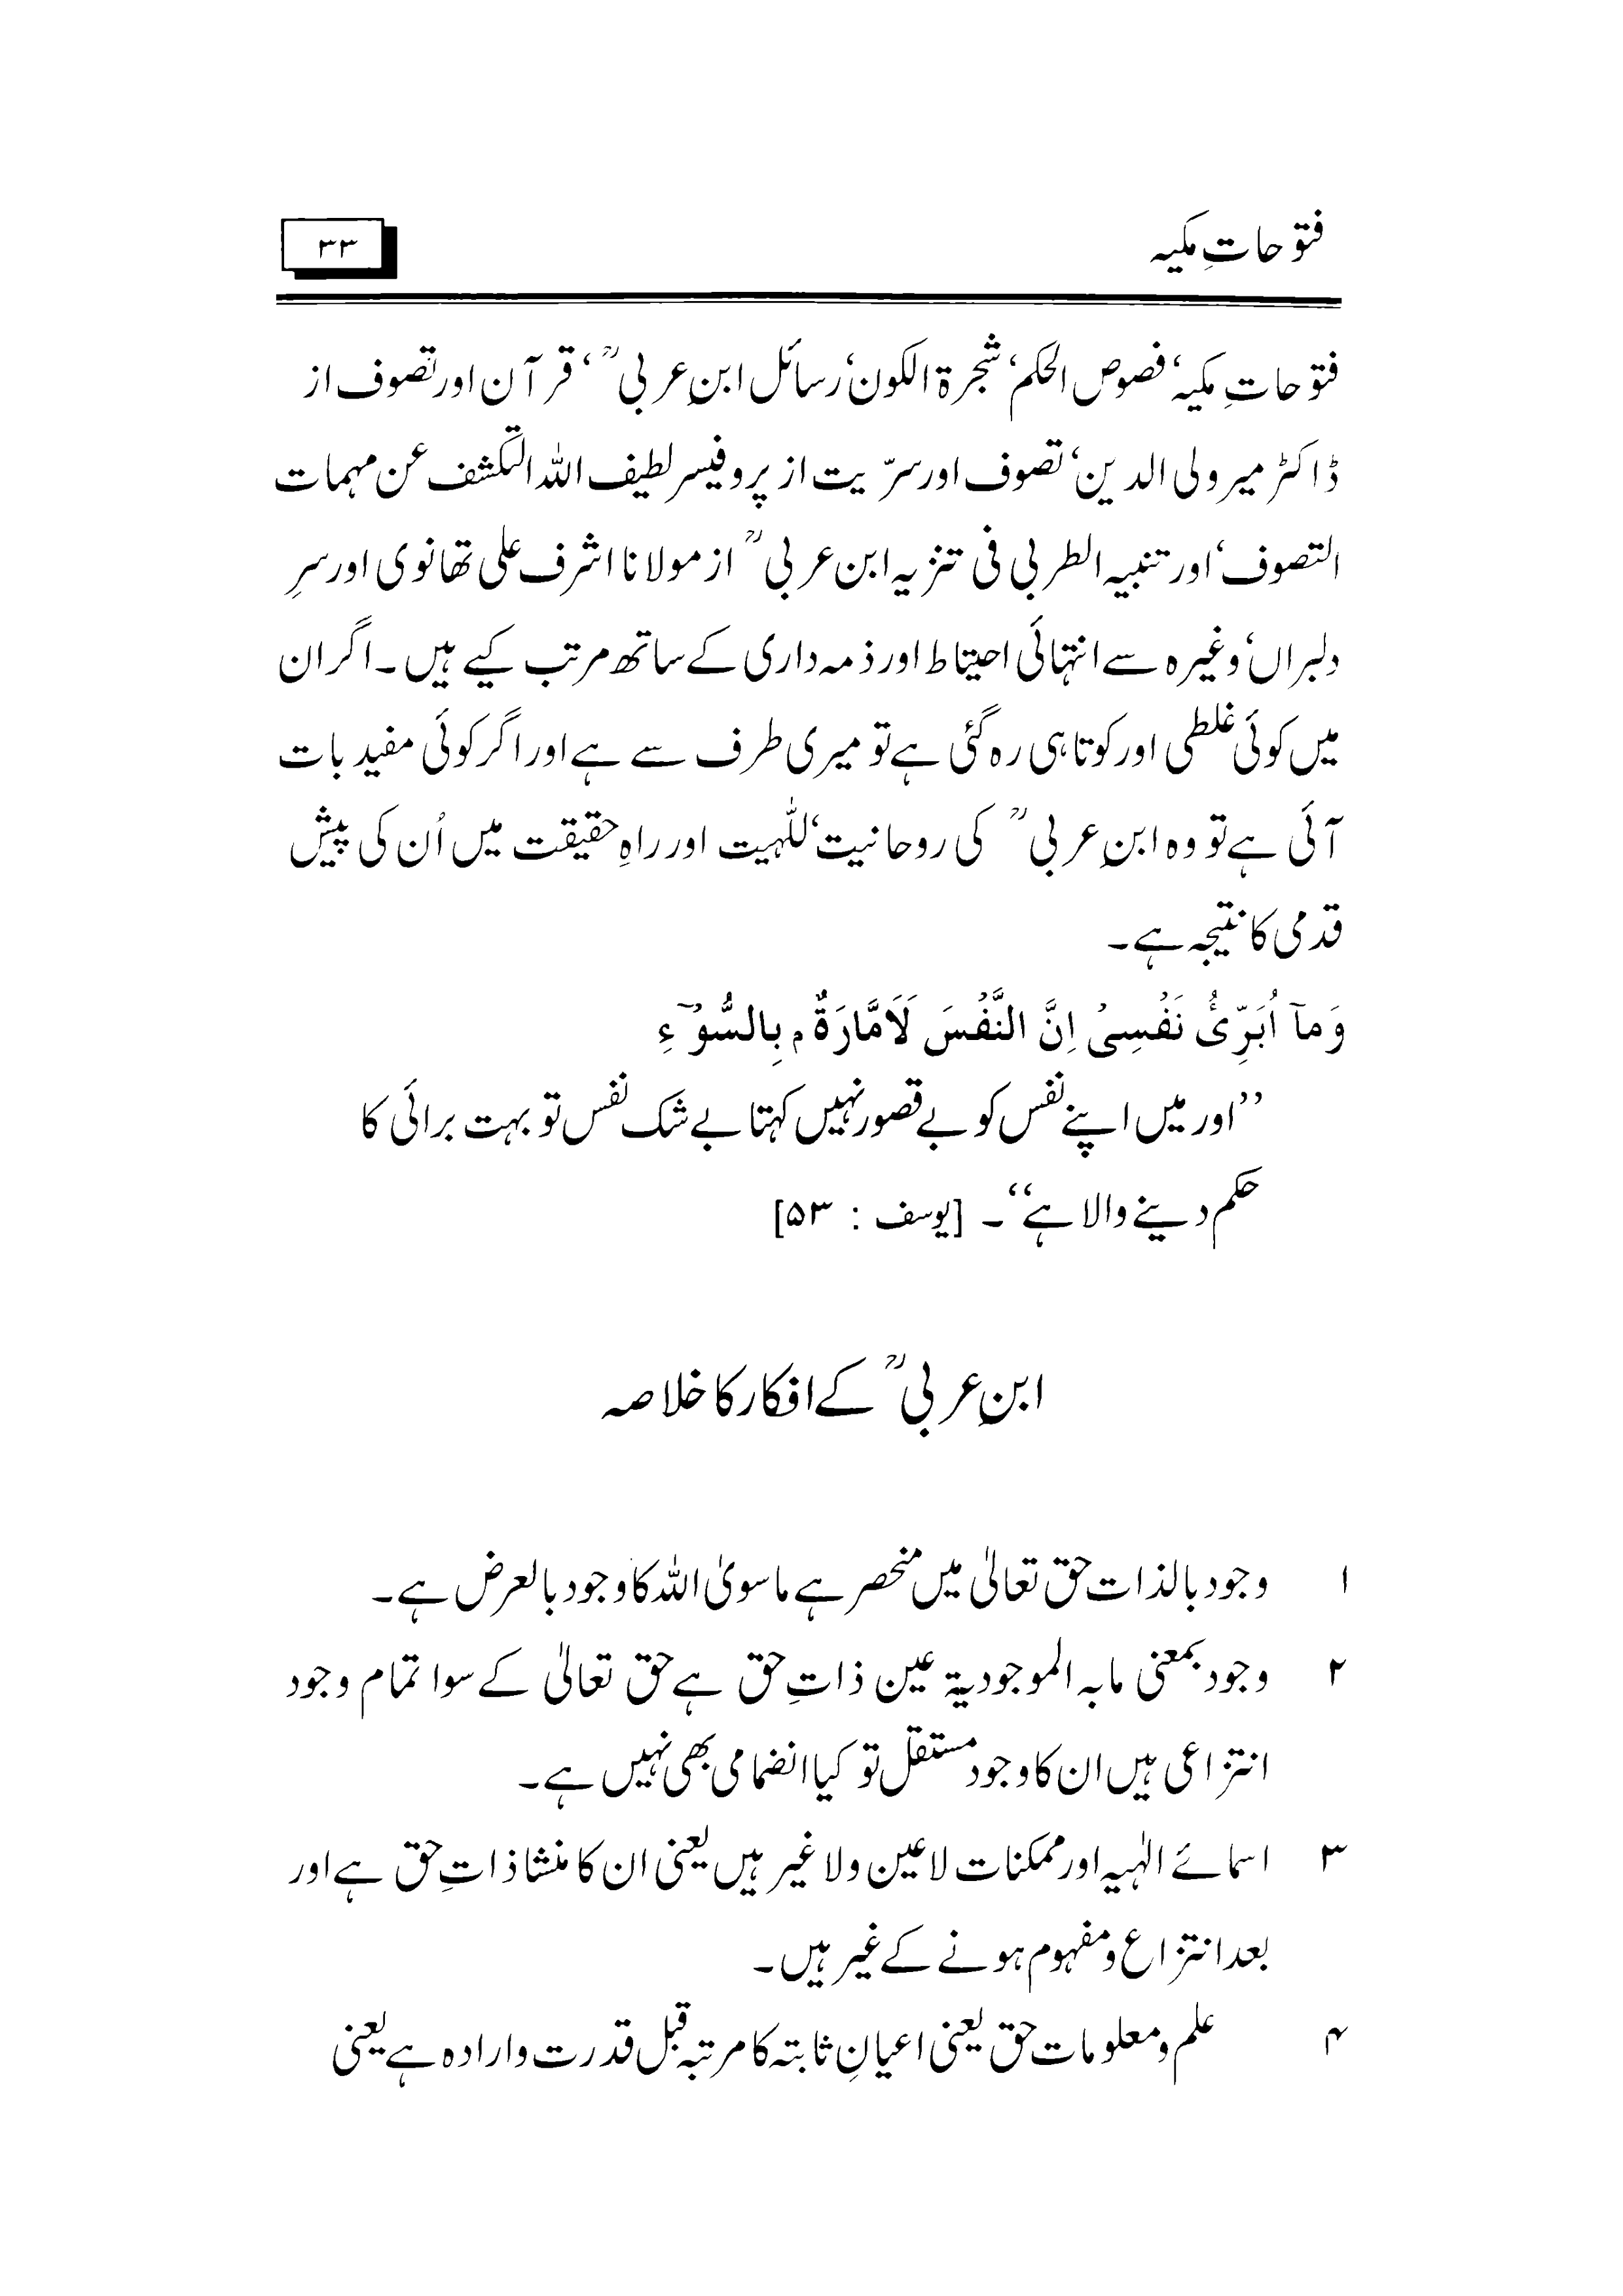 فتوحاتِ مکیہ
۳۳
فتوحاتِ مکیہ‘ فصوص الحکم‘ شجرۃ الکون‘ رسائل ابنِ عربی ؒ‘ قرآن اور تصوف از
ڈاکٹر میر ولی الدین‘ تصوف اور سرّیت از پروفیسر لطیف اللہ التکشف عن مہمات
التصوف‘ اور تنبیہ الطربی فی تنزیہ ابن عربی ؒ از مولانا اشرف علی تھانوی اور سرِ
دلبراں‘ وغیرہ سے انتہائی احتیاط اور ذمہ داری کے ساتھ مرتب کیے ہیں۔ اگر ان
میں کوئی غلطی اور کوتاہی رہ گئی ہے تو میری طرف سے ہے اور اگر کوئی مفید بات
آئی ہے تو وہ ابنِ عربی ؒ کی روحانیت‘ للّٰہیت اور راہِ حقیقت میں اُن کی پیش
قدمی کا نتیجہ ہے۔
وَمآ اُبَرِّئُ نَفْسِیْ اِنَّ النَّفْسَ لَاَمَّارَۃٌ م بِالسُّوْٓءِ
’’اور میں اپنے نفس کو بے قصور نہیں کہتا بے شک نفس تو بہت برائی کا
حکم دینے والا ہے‘‘۔ [یوسف : ۵۳]
ابنِ عربی ؒ کے افکار کا خلاصہ
۱ وجود بالذات حق تعالیٰ میں منحصر ہے ماسویٰ اللہ کا وجود بالعرض ہے۔
۲ وجود بمعنی مابہ الموجودیۃ عین ذاتِ حق ہے حق تعالیٰ کے سوا تمام وجود
انتزاعی ہیں ان کا وجود مستقل تو کیا انضمامی بھی نہیں ہے۔
۳ اسمائے الٰہیہ اور ممکنات لا عین ولا غیر ہیں یعنی ان کا منشا ذاتِ حق ہے اور
بعد انتزاع و مفہوم ہونے کے غیر ہیں۔
۴ علم و معلومات حق یعنی اعیانِ ثابتہ کا مرتبہ قبل قدرت و ارادہ ہے یعنی